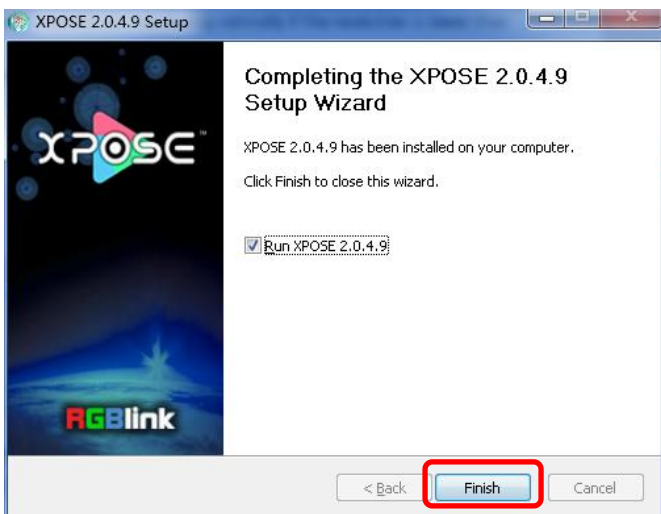 XPOSE 2.0.4.9 Setup
XPOSE™
RGBlink
Completing the XPOSE 2.0.4.9
Setup Wizard
XPOSE 2.0.4.9 has been installed on your computer.
Click Finish to close this wizard.
Run XPOSE 2.0.4.9
< Back
Finish
Cancel